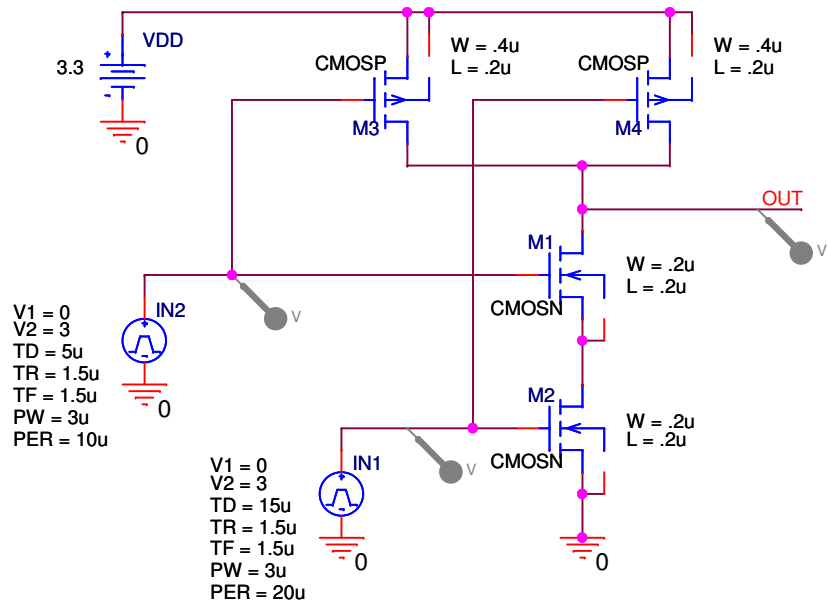 VDD
3.3
0
CMOSP
M3
W = .4u
L = .2u
CMOSP
M4
W = .4u
L = .2u
OUT
V
M1
CMOSN
W = .2u
L = .2u
V1 = 0
V2 = 3
TD = 5u
TR = 1.5u
TF = 1.5u
PW = 3u
PER = 10u
IN2
0
V
M2
CMOSN
W = .2u
L = .2u
V1 = 0
V2 = 3
TD = 15u
TR = 1.5u
TF = 1.5u
PW = 3u
PER = 20u
IN1
0
V
0